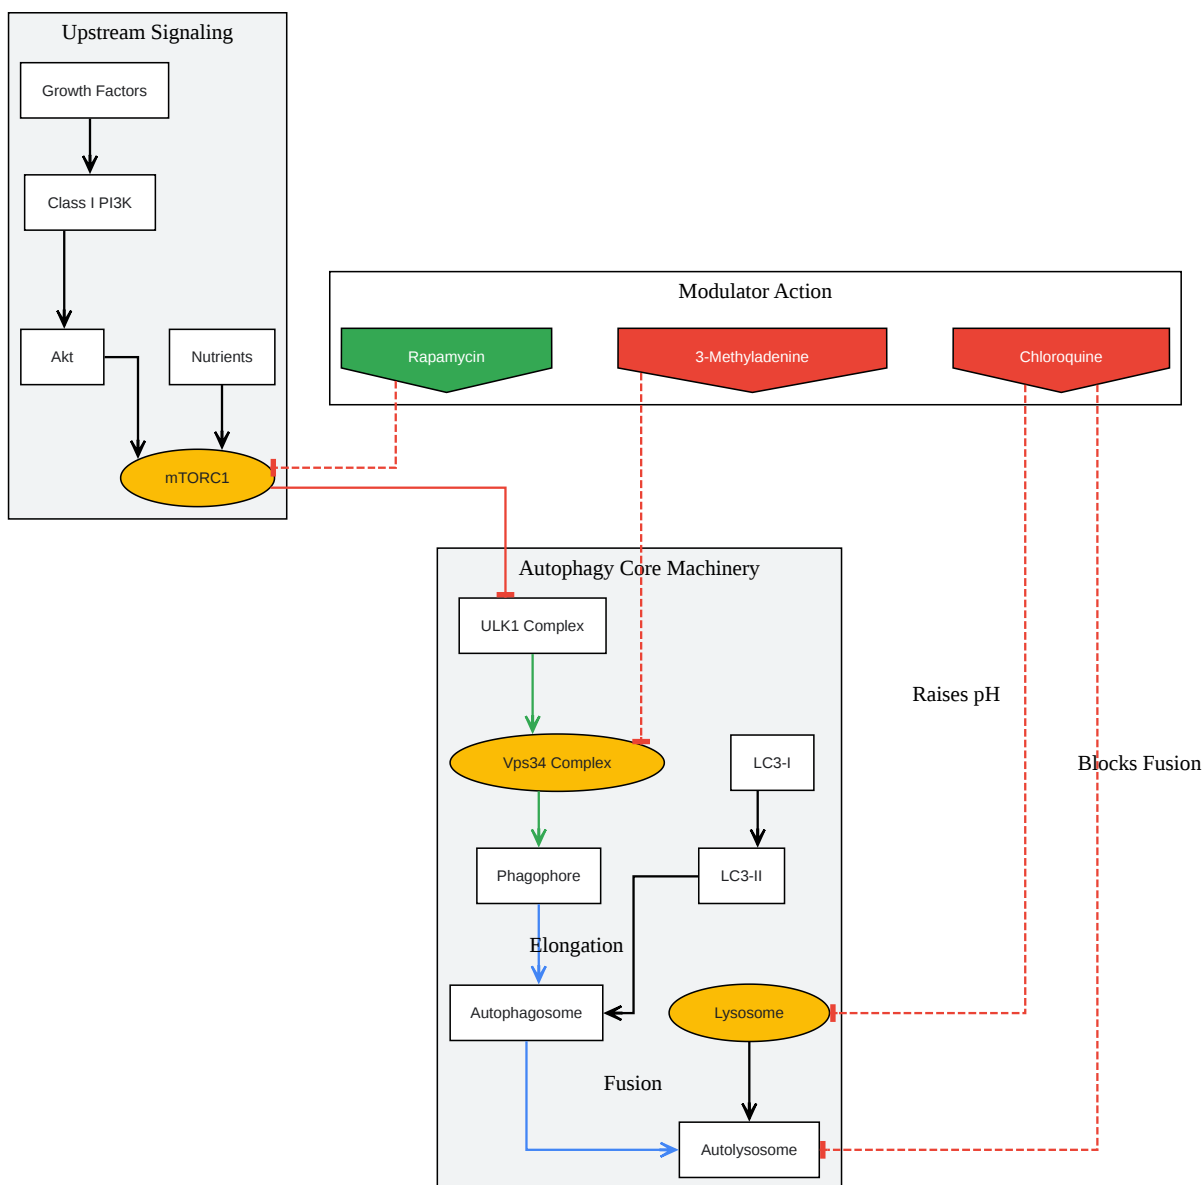 Upstream Signaling
Growth Factors
Class I PI3K
Akt
Nutrients
mTORC1
Modulator Action
Rapamycin
3-Methyladenine
Chloroquine
Autophagy Core Machinery
ULK1 Complex
Raises pH
Vps34 Complex
LC3-I
Blocks Fusion
Phagophore
LC3-II
Elongation
Autophagosome
Lysosome
Fusion
Autolysosome